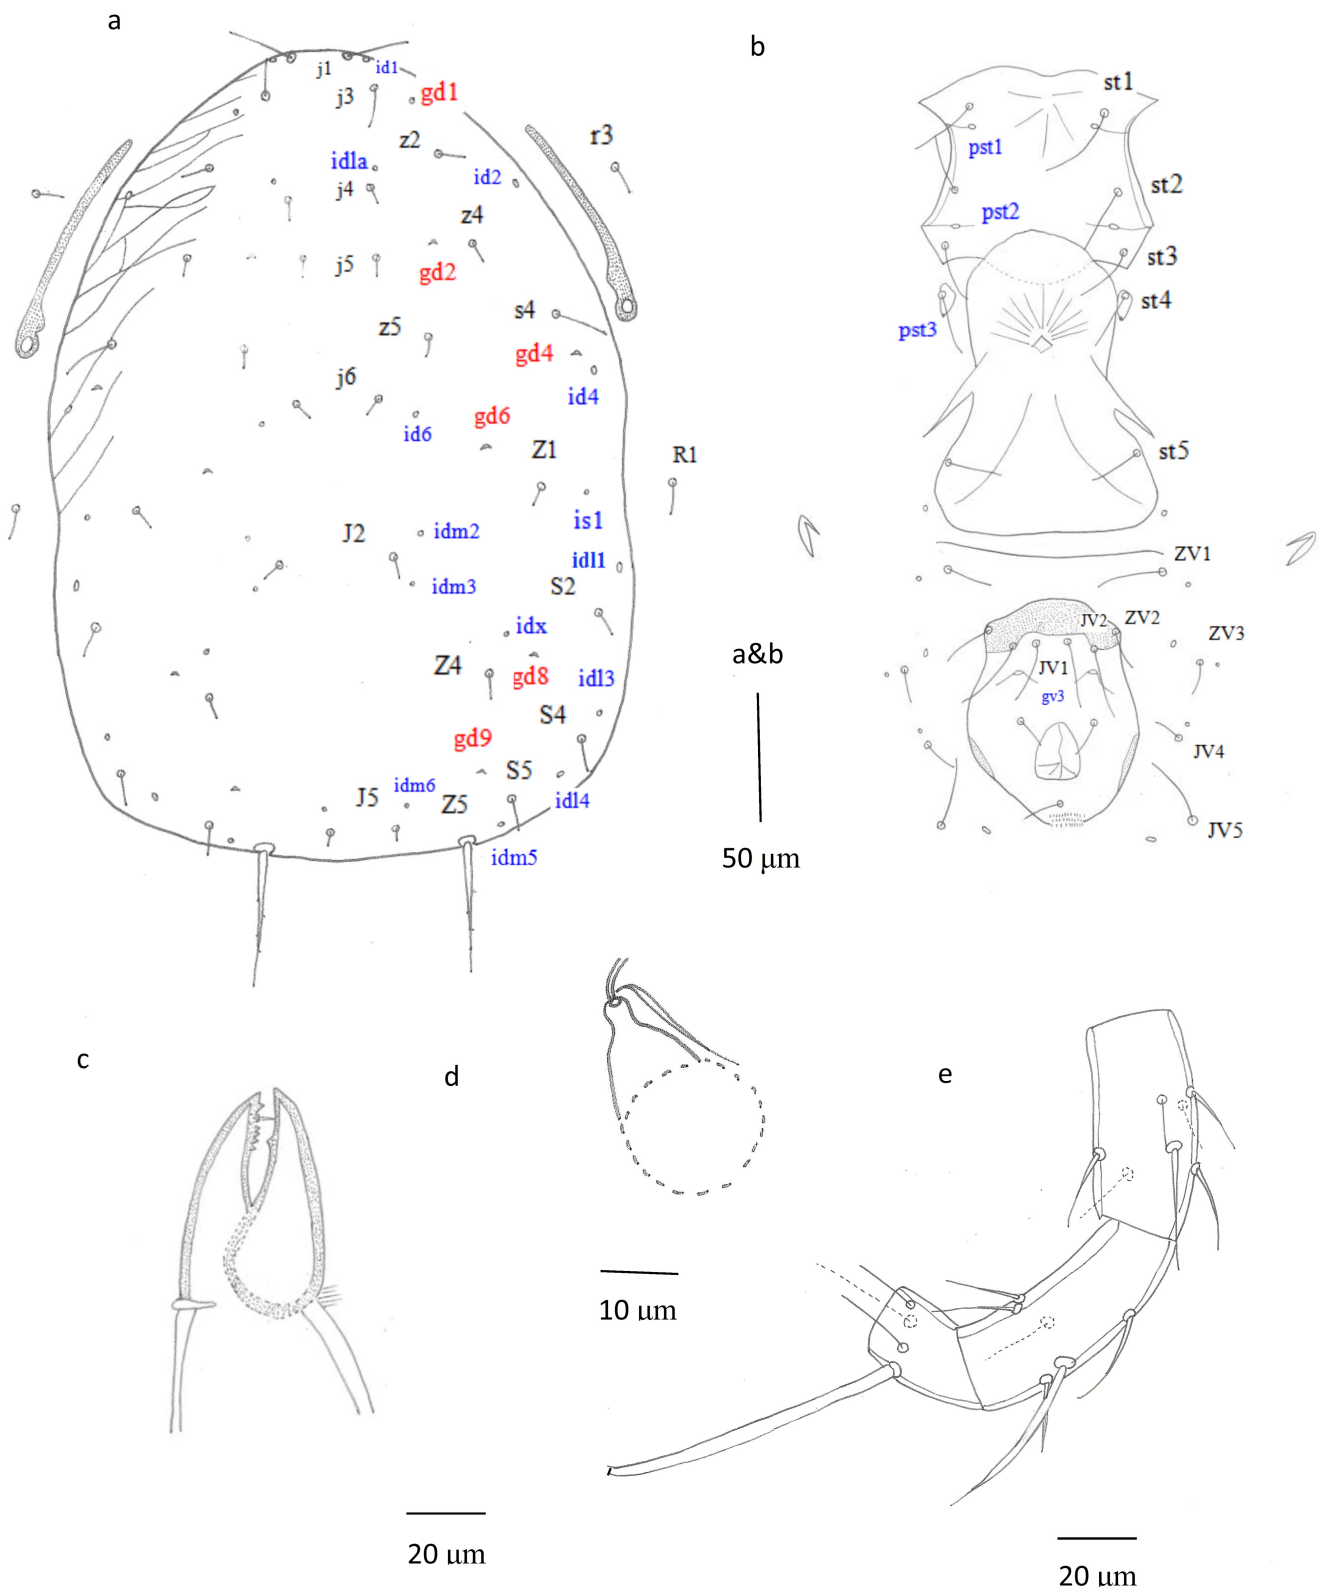 a
j1
id1
j3
gd1
z2
r3
idla
id2
j4
z4
j5
gd2
s4
z5
gd4
j6
id4
gd6
id6
Z1
R1
J2
idm2
is1
idl1
idm3
S2
idx
Z4
gd8
idl3
S4
gd9
S5
idm6
J5
Z5
idl4
idm5
b
st1
pst1
st2
pst2
st3
st4
pst3
st5
ZV1
JV2
ZV2
ZV3
JV1
gv3
JV4
JV5
a&b
50 μm
c
d
e
10 μm
20 μm
20 μm